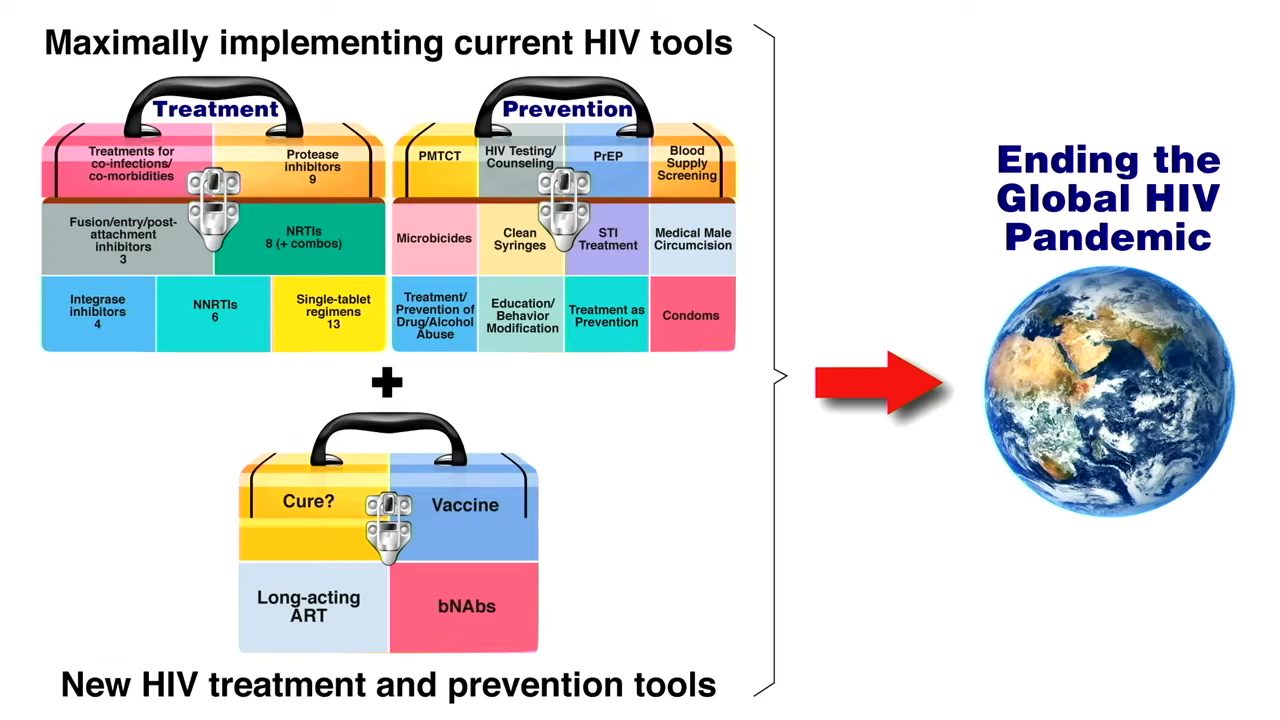 Maximally implementing current HIV tools
Treatment
Treatments for
co-infections/
co-morbidities
Protease
inhibitors
9
Fusion/entry/post-
attachment
inhibitors
3
NRTIs
8 (+ combos)
Integrase
inhibitors
4
NNRTIs
6
Single-tablet
regimens
13
Prevention
PMTCT
HIV Testing/
Counseling
PrEP
Blood
Supply
Screening
Microbicides
Clean
Syringes
STI
Treatment
Medical Male
Circumcision
Treatment/
Prevention of
Drug/Alcohol
Abuse
Education/
Behavior
Modification
Treatment as
Prevention
Condoms
+
Cure?
Vaccine
Long-acting
ART
bNAbs
New HIV treatment and prevention tools
Ending the
Global HIV
Pandemic